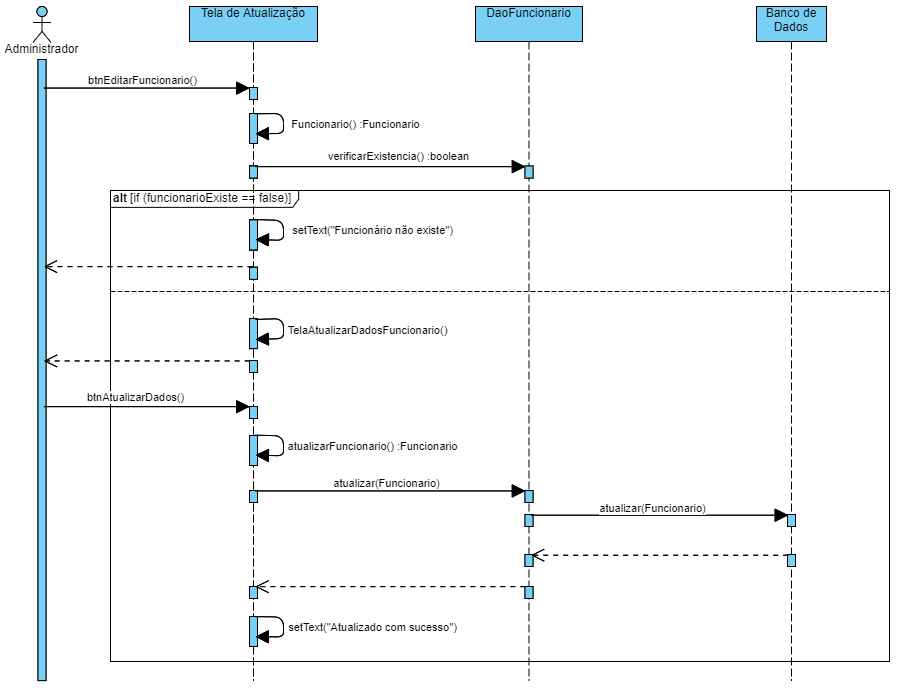 Administrador
Tela de Atualização
DaoFuncionario
Banco de
Dados
btnEditarFuncionario()
Funcionario() :Funcionario
verificarExistencia() :boolean
alt [if (funcionarioExiste == false)]
setText("Funcionário não existe")
TelaAtualizarDadosFuncionario()
btnAtualizarDados()
atualizarFuncionario() :Funcionario
atualizar(Funcionario)
atualizar(Funcionario)
setText("Atualizado com sucesso")